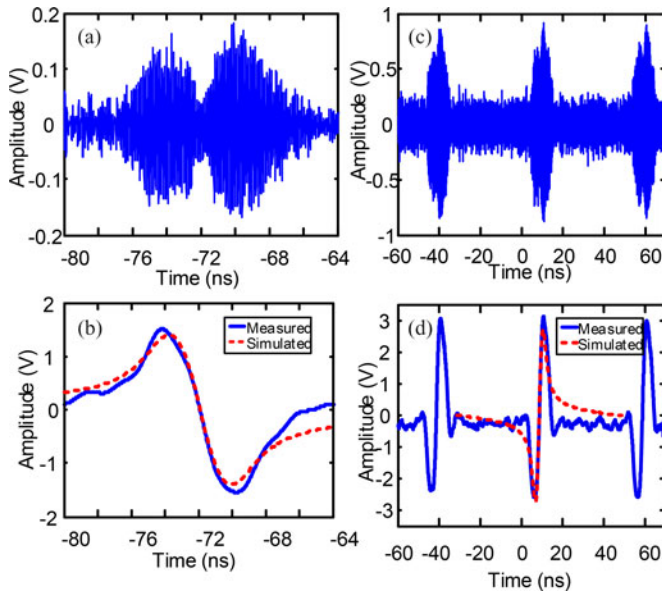 (a)
Amplitude (V)
0.2
0.1
0
-0.1
-0.2
-80 -76 -72 -68 -64
Time (ns)
(c)
Amplitude (V)
1
0.5
0
-0.5
-1
-60 -40 -20 0 20 40 60
Time (ns)
(b)
Measured
Simulated
Amplitude (V)
2
1
0
-1
-2
-80 -76 -72 -68 -64
Time (ns)
(d)
Measured
Simulated
Amplitude (V)
3
2
1
0
-1
-2
-3
-60 -40 -20 0 20 40 60
Time (ns)